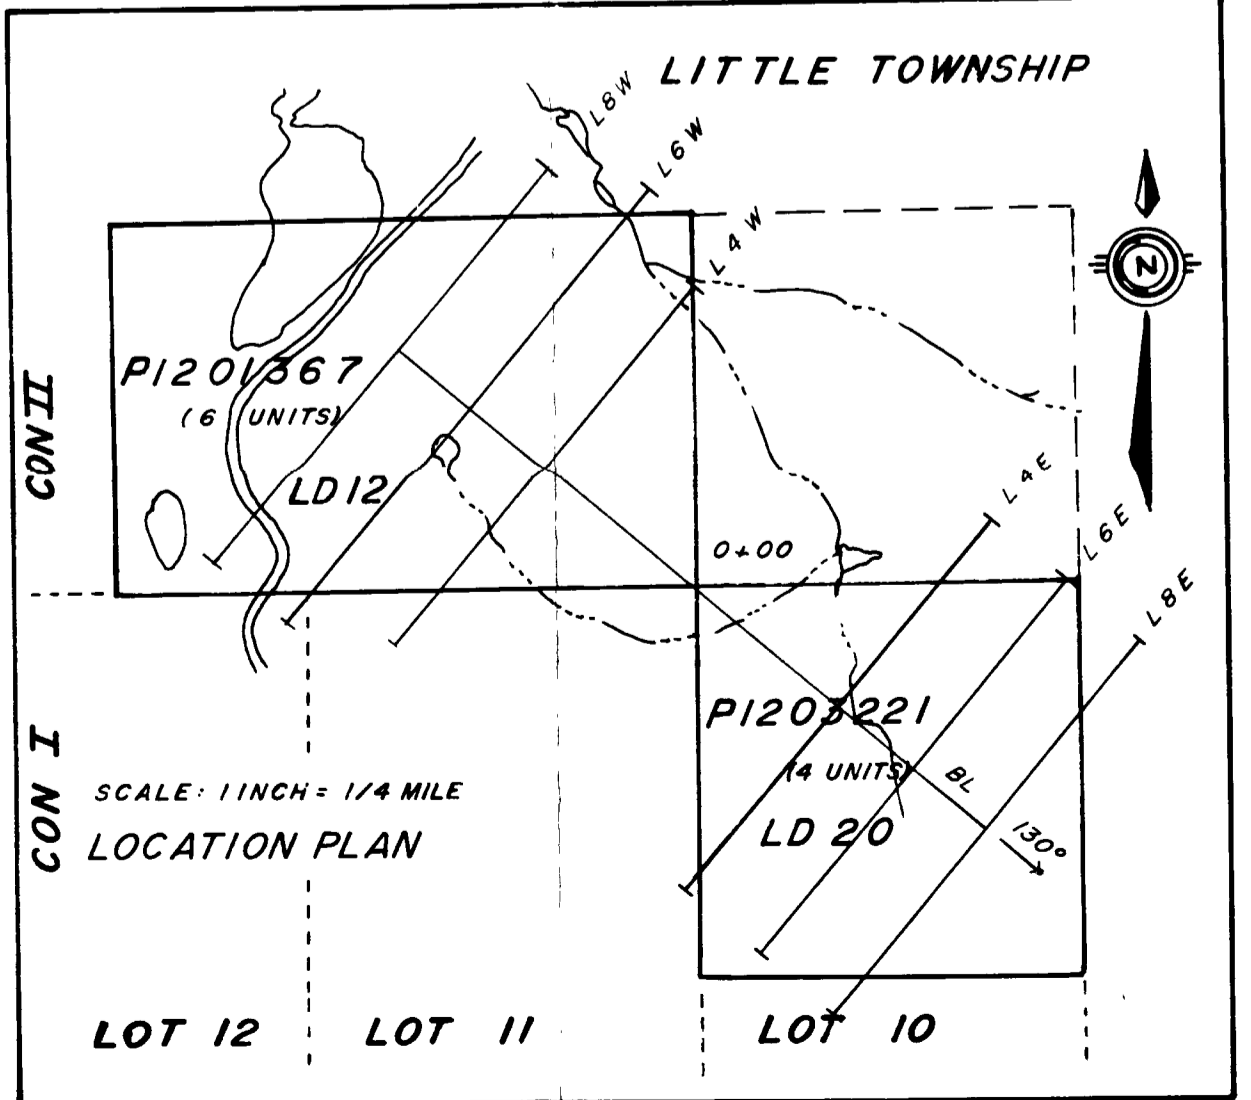 LITTLE TOWNSHIP
L8W
L6W
L4W
N
P1201367
(6 UNITS)
CON II
LD12
L4E
L6E
0+00
L8E
P1203221
(4 UNITS)
BL
CON I
SCALE: 1 INCH = 1/4 MILE
LOCATION PLAN
LD 20
130°
LOT 12
LOT 11
LOT 10